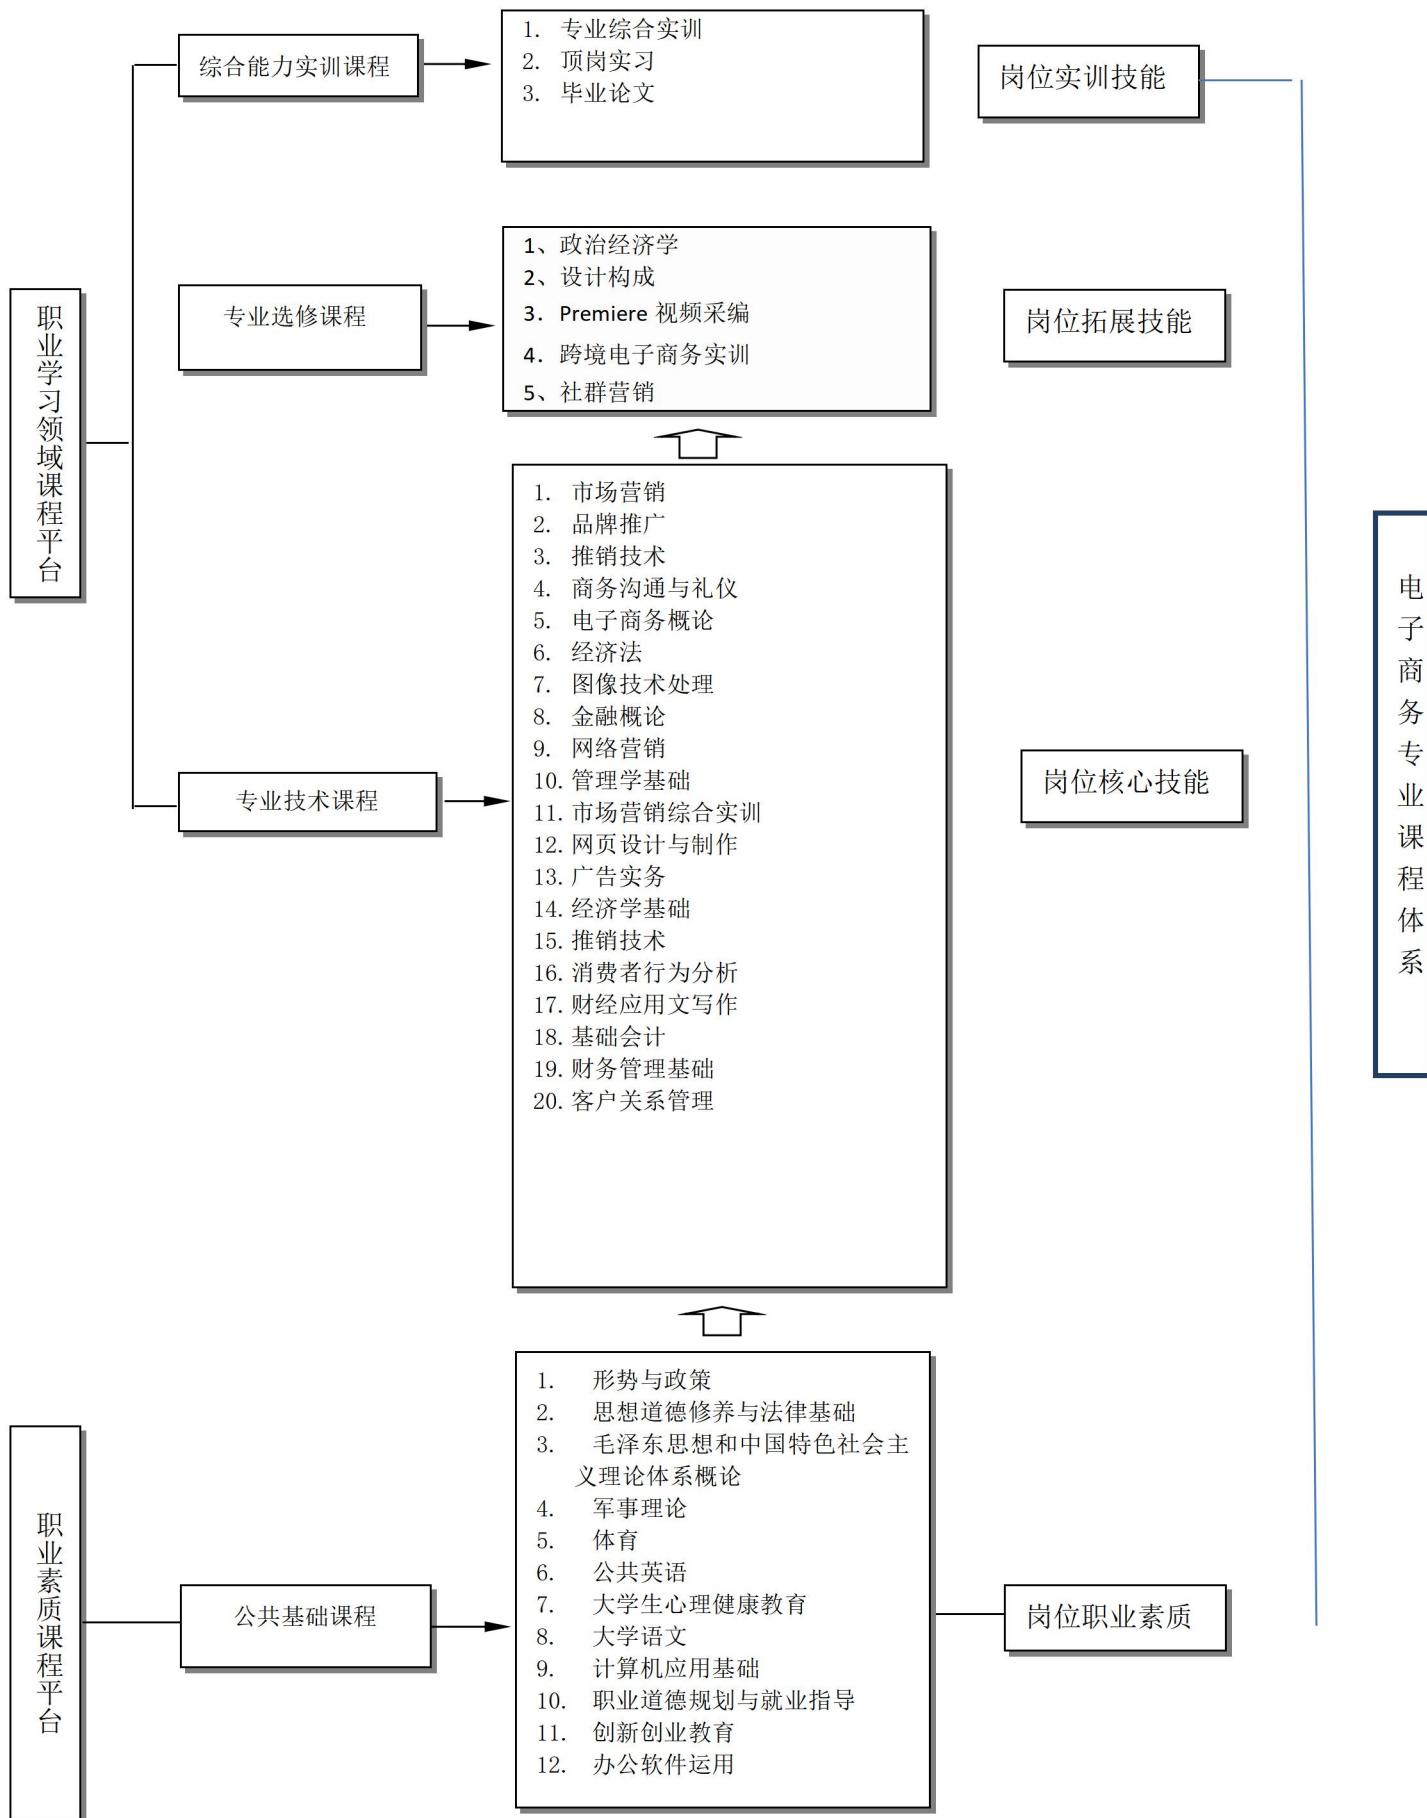 综合能力实训课程
1. 专业综合实训
2. 顶岗实习
3. 毕业论文
岗位实训技能
职业学习领域课程平台
专业选修课程
1、政治经济学
2、设计构成
3. Premiere 视频采编
4. 跨境电子商务实训
5、社群营销
岗位拓展技能
专业技术课程
1. 市场营销
2. 品牌推广
3. 推销技术
4. 商务沟通与礼仪
5. 电子商务概论
6. 经济法
7. 图像技术处理
8. 金融概论
9. 网络营销
10. 管理学基础
11. 市场营销综合实训
12. 网页设计与制作
13. 广告实务
14. 经济学基础
15. 推销技术
16. 消费者行为分析
17. 财经应用文写作
18. 基础会计
19. 财务管理基础
20. 客户关系管理
岗位核心技能
电子商务专业课程体系
职业素质课程平台
公共基础课程
1. 形势与政策
2. 思想道德修养与法律基础
3. 毛泽东思想和中国特色社会主
义理论体系概论
4. 军事理论
5. 体育
6. 公共英语
7. 大学生心理健康教育
8. 大学语文
9. 计算机应用基础
10. 职业道德规划与就业指导
11. 创新创业教育
12. 办公软件运用
岗位职业素质